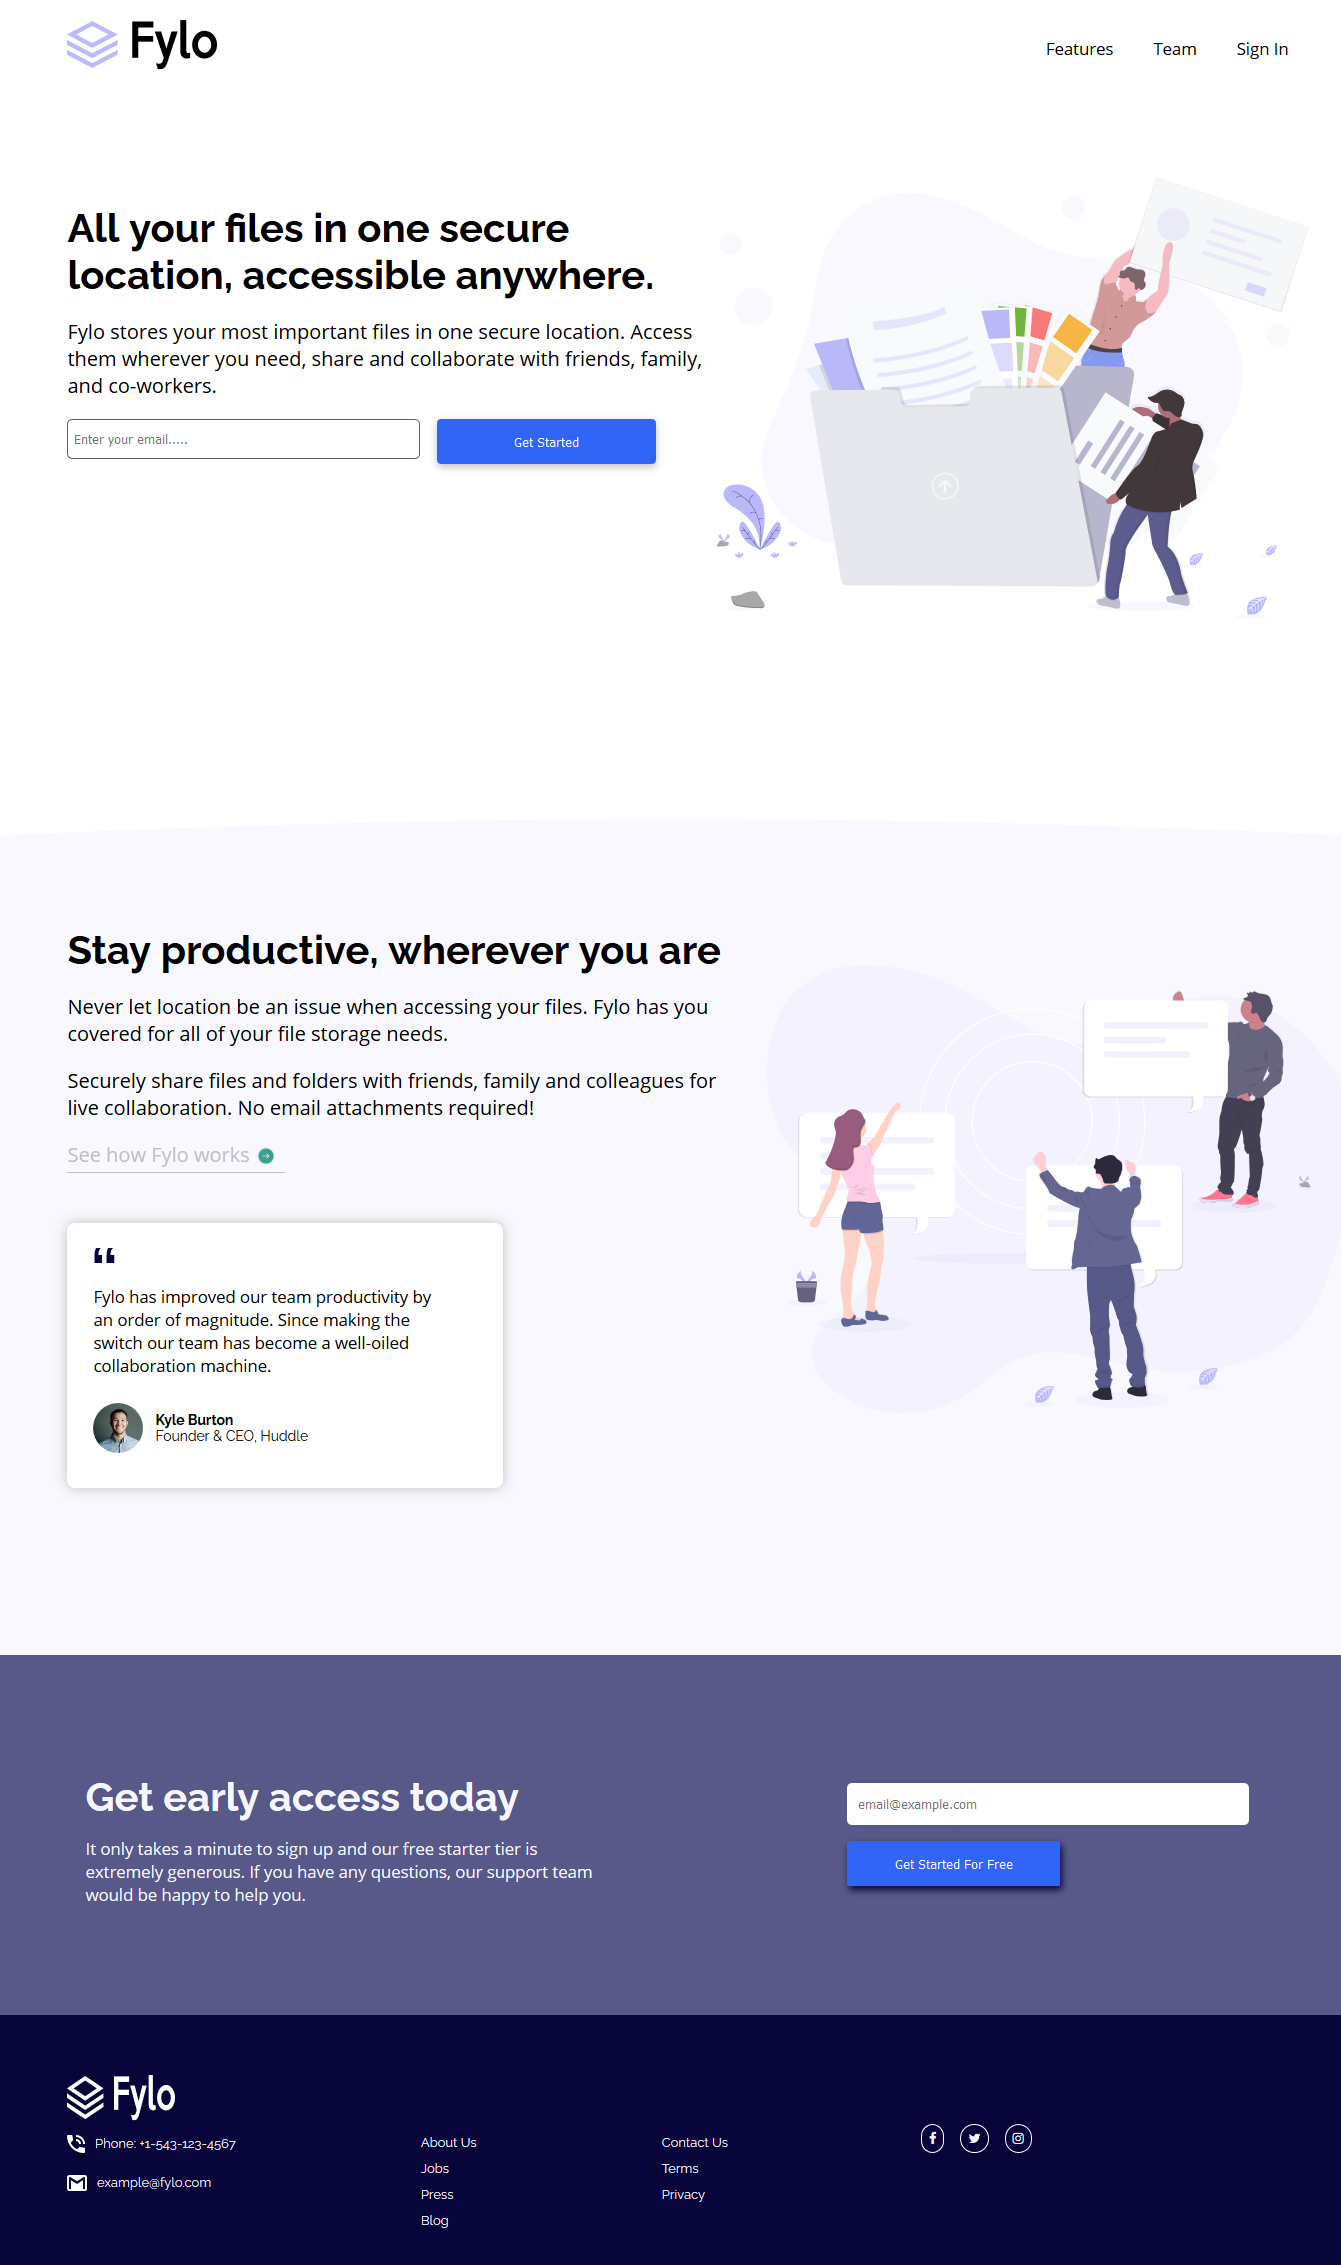 Fylo
Features
Team
Sign In
All your files in one secure
location, accessible anywhere.
Fylo stores your most important files in one secure location. Access
them wherever you need, share and collaborate with friends, family,
and co-workers.
Enter your email.....
Get Started
Stay productive, wherever you are
Never let location be an issue when accessing your files. Fylo has you
covered for all of your file storage needs.
Securely share files and folders with friends, family and colleagues for
live collaboration. No email attachments required!
See how Fylo works
“
Fylo has improved our team productivity by
an order of magnitude. Since making the
switch our team has become a well-oiled
collaboration machine.
Kyle Burton
Founder & CEO, Huddle
Get early access today
It only takes a minute to sign up and our free starter tier is
extremely generous. If you have any questions, our support team
would be happy to help you.
email@example.com
Get Started For Free
Fylo
Phone: +1-543-123-4567
example@fylo.com
About Us
Jobs
Press
Blog
Contact Us
Terms
Privacy